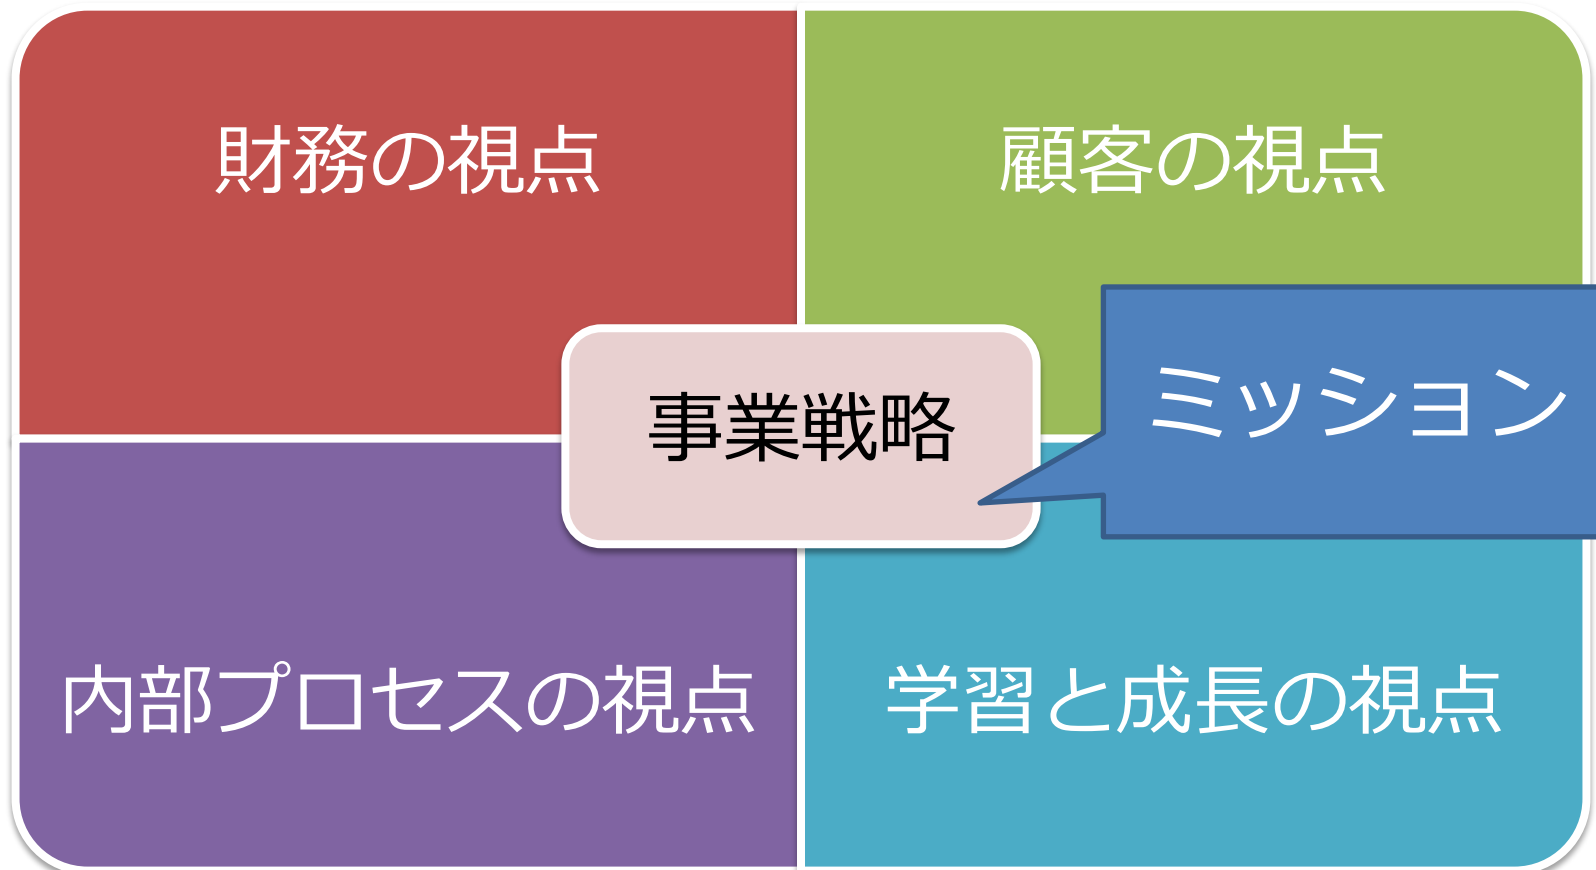 財務の視点
顧客の視点
事業戦略
ミッション
内部プロセスの視点
学習と成長の視点